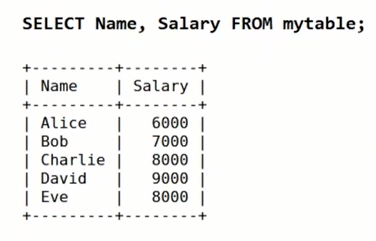 SELECT Name, Salary FROM mytable;
+---------+--------+
| Name    | Salary |
+---------+--------+
| Alice   |   6000 |
| Bob     |   7000 |
| Charlie |   8000 |
| David   |   9000 |
| Eve     |   8000 |
+---------+--------+